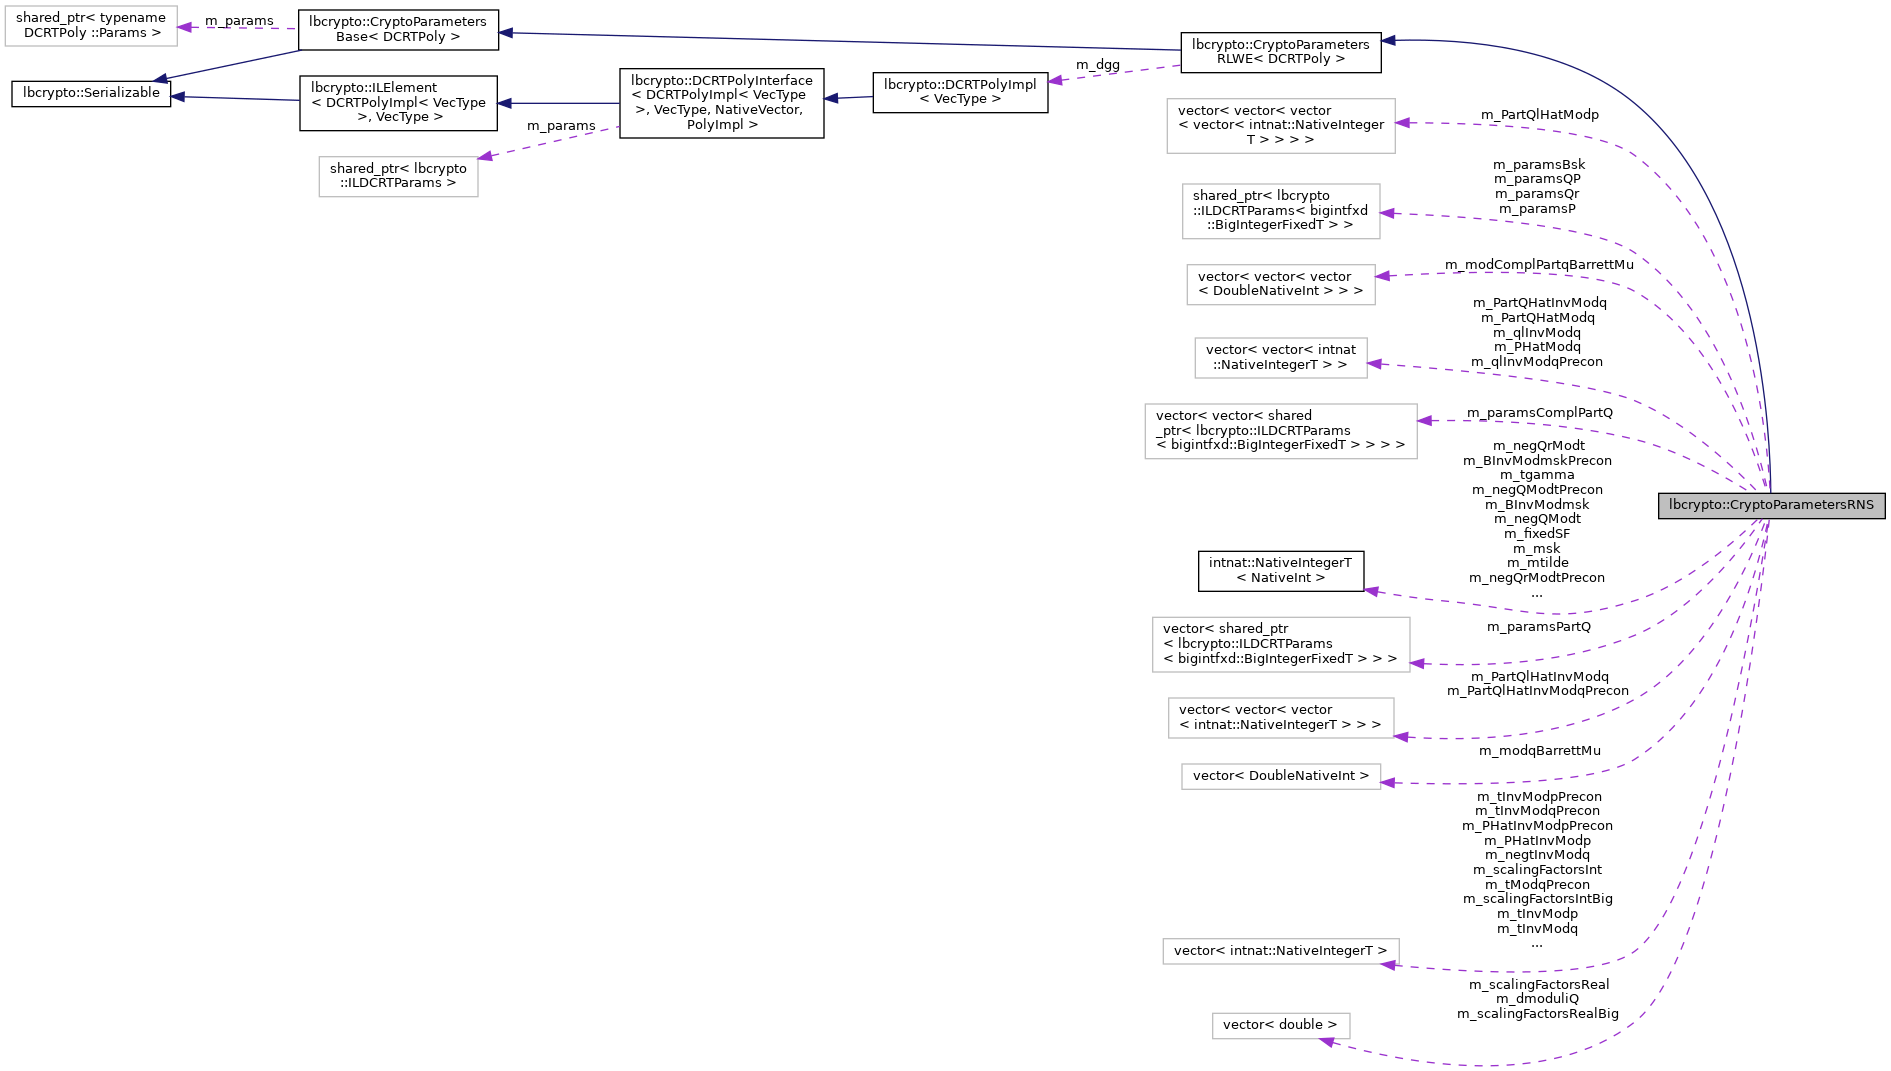 shared_ptr< typename
DCRTPoly ::Params >
m_params
lbcrypto::CryptoParameters
Base< DCRTPoly >
lbcrypto::Serializable
lbcrypto::ILElement
< DCRTPolyImpl< VecType
>, VecType >
m_params
shared_ptr< lbcrypto
::ILDCRTParams >
lbcrypto::DCRTPolyInterface
< DCRTPolyImpl< VecType
>, VecType, NativeVector,
PolyImpl >
lbcrypto::DCRTPolyImpl
< VecType >
m_dgg
lbcrypto::CryptoParameters
RLWE< DCRTPoly >
vector< vector< vector
< vector< intnat::NativeInteger
T > > > >
m_PartQlHatModp
shared_ptr< lbcrypto
::ILDCRTParams< bigintfxd
::BigIntegerFixedT > >
m_paramsBsk
m_paramsQP
m_paramsQr
m_paramsP
vector< vector< vector
< DoubleNativeInt > > >
m_modComplPartqBarrettMu
vector< vector< intnat
::NativeIntegerT > >
m_PartQHatInvModq
m_PartQHatModq
m_qlInvModq
m_PHatModq
m_qlInvModqPrecon
vector< vector< shared
_ptr< lbcrypto::ILDCRTParams
< bigintfxd::BigIntegerFixedT > > > >
m_paramsComplPartQ
intnat::NativeIntegerT
< NativeInt >
m_negQrModt
m_BInvModmskPrecon
m_tgamma
m_negQModtPrecon
m_BInvModmsk
m_negQModt
m_fixedSF
m_msk
m_mtilde
m_negQrModtPrecon
...
lbcrypto::CryptoParametersRNS
vector< shared_ptr
< lbcrypto::ILDCRTParams
< bigintfxd::BigIntegerFixedT > > >
m_paramsPartQ
vector< vector< vector
< intnat::NativeIntegerT > > >
m_PartQlHatInvModq
m_PartQlHatInvModqPrecon
vector< DoubleNativeInt >
m_modqBarrettMu
vector< intnat::NativeIntegerT >
m_tInvModpPrecon
m_tInvModqPrecon
m_PHatInvModpPrecon
m_PHatInvModp
m_negtInvModq
m_scalingFactorsInt
m_tModqPrecon
m_scalingFactorsIntBig
m_tInvModp
m_tInvModq
...
vector< double >
m_scalingFactorsReal
m_dmoduliQ
m_scalingFactorsRealBig